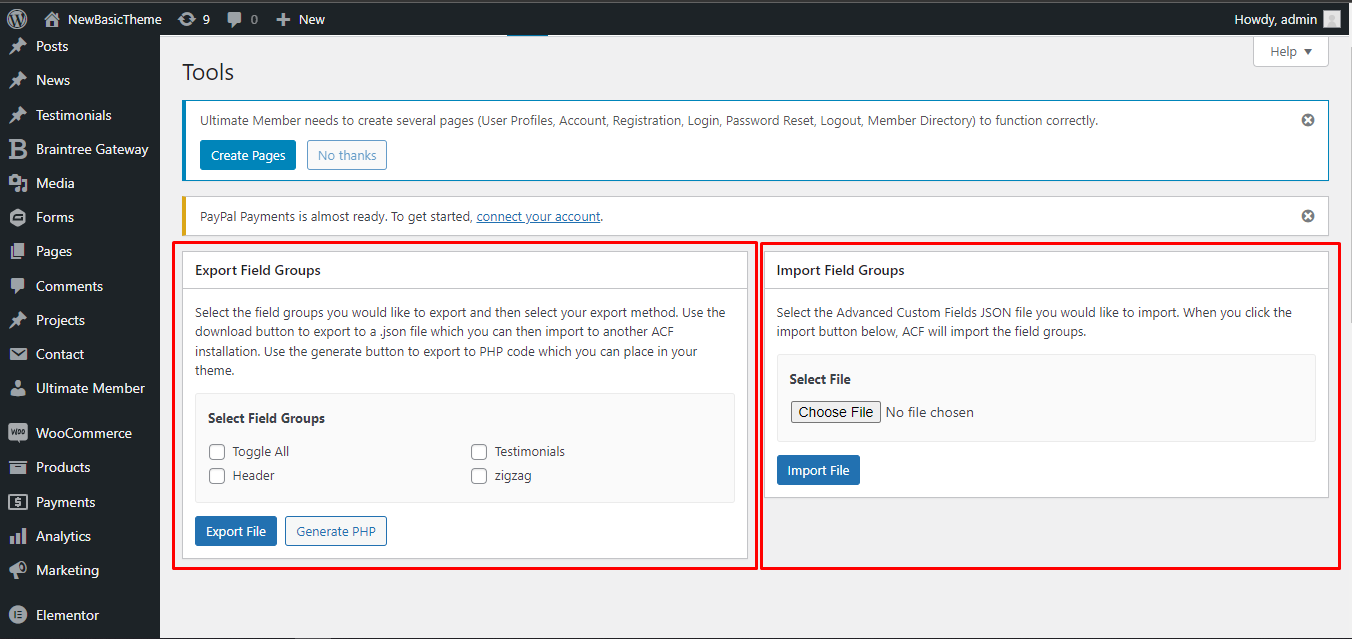 NewBasicTheme 9 0 New Howdy, admin
Posts
News
Testimonials
Braintree Gateway
Media
Forms
Pages
Comments
Projects
Contact
Ultimate Member
WOO WooCommerce
Products
Payments
Analytics
Marketing
Elementor
Help
Tools
Ultimate Member needs to create several pages (User Profiles, Account, Registration, Login, Password Reset, Logout, Member Directory) to function correctly.
Create Pages No thanks
PayPal Payments is almost ready. To get started, connect your account.
Export Field Groups
Select the field groups you would like to export and then select your export method. Use the
download button to export to a .json file which you can then import to another ACF
installation. Use the generate button to export to PHP code which you can place in your
theme.
Select Field Groups
Toggle All Testimonials
Header zigzag
Export File Generate PHP
Import Field Groups
Select the Advanced Custom Fields JSON file you would like to import. When you click the
import button below, ACF will import the field groups.
Select File
Choose File No file chosen
Import File